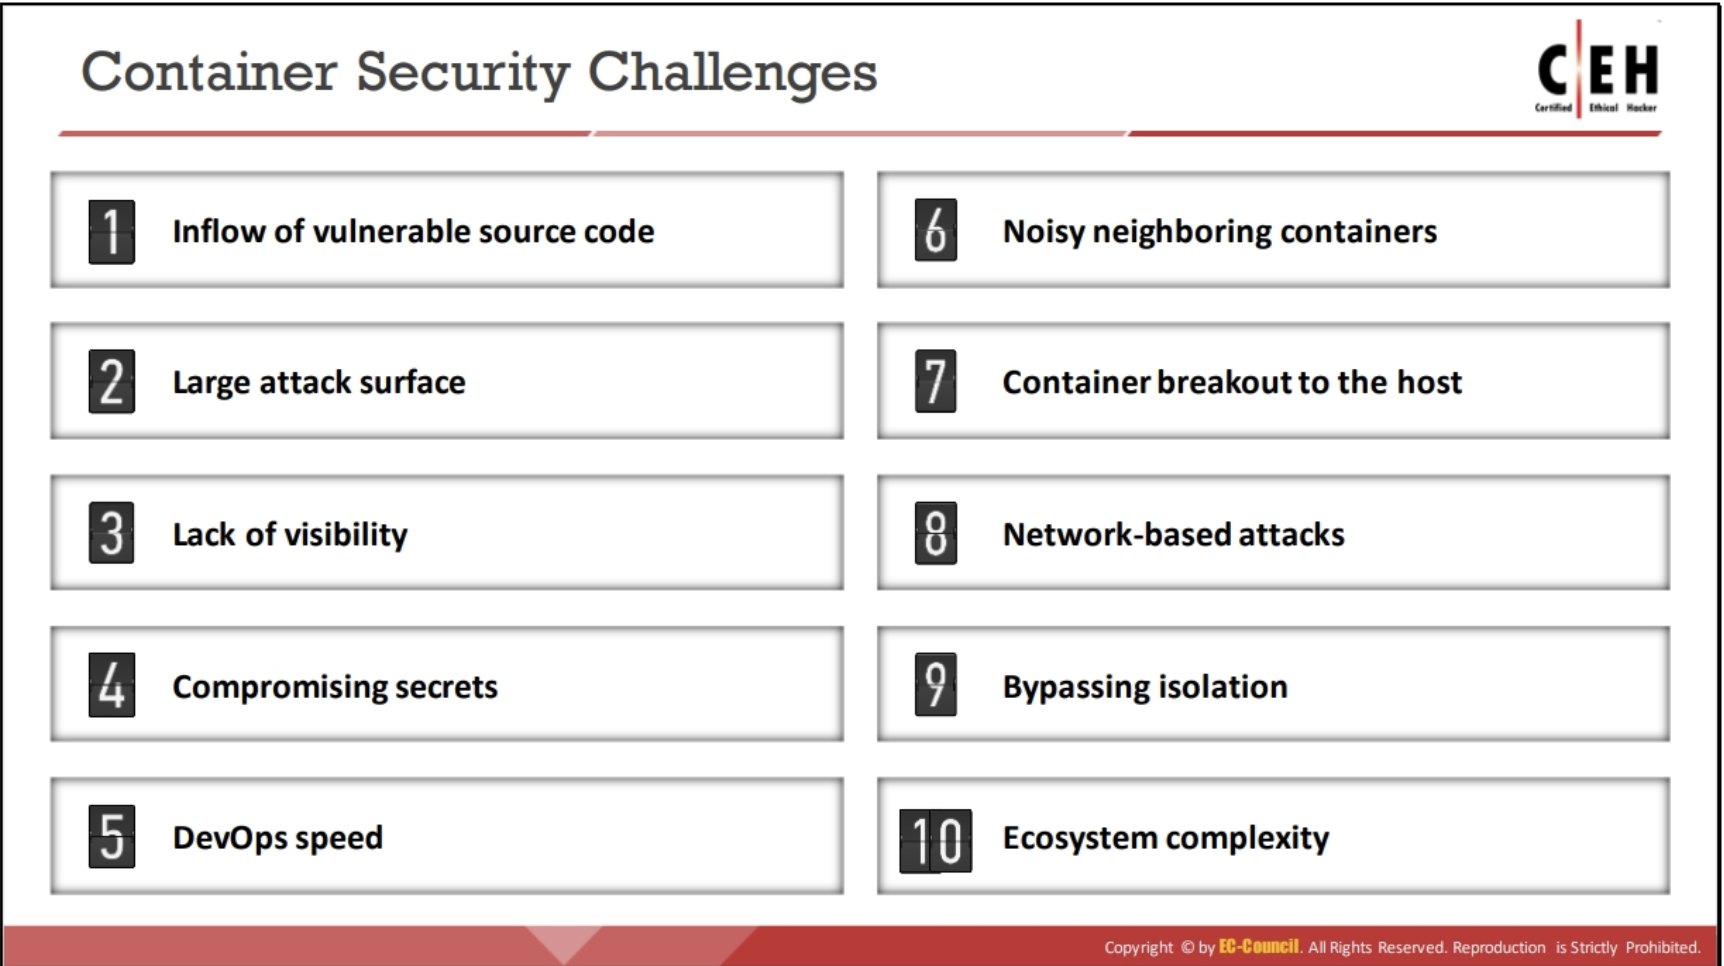 Container Security Challenges
C|EH
Certified Ethical Hacker
1 Inflow of vulnerable source code
2 Large attack surface
3 Lack of visibility
4 Compromising secrets
5 DevOps speed
6 Noisy neighboring containers
7 Container breakout to the host
8 Network-based attacks
9 Bypassing isolation
10 Ecosystem complexity
Copyright © by EC-Council. All Rights Reserved. Reproduction is Strictly Prohibited.